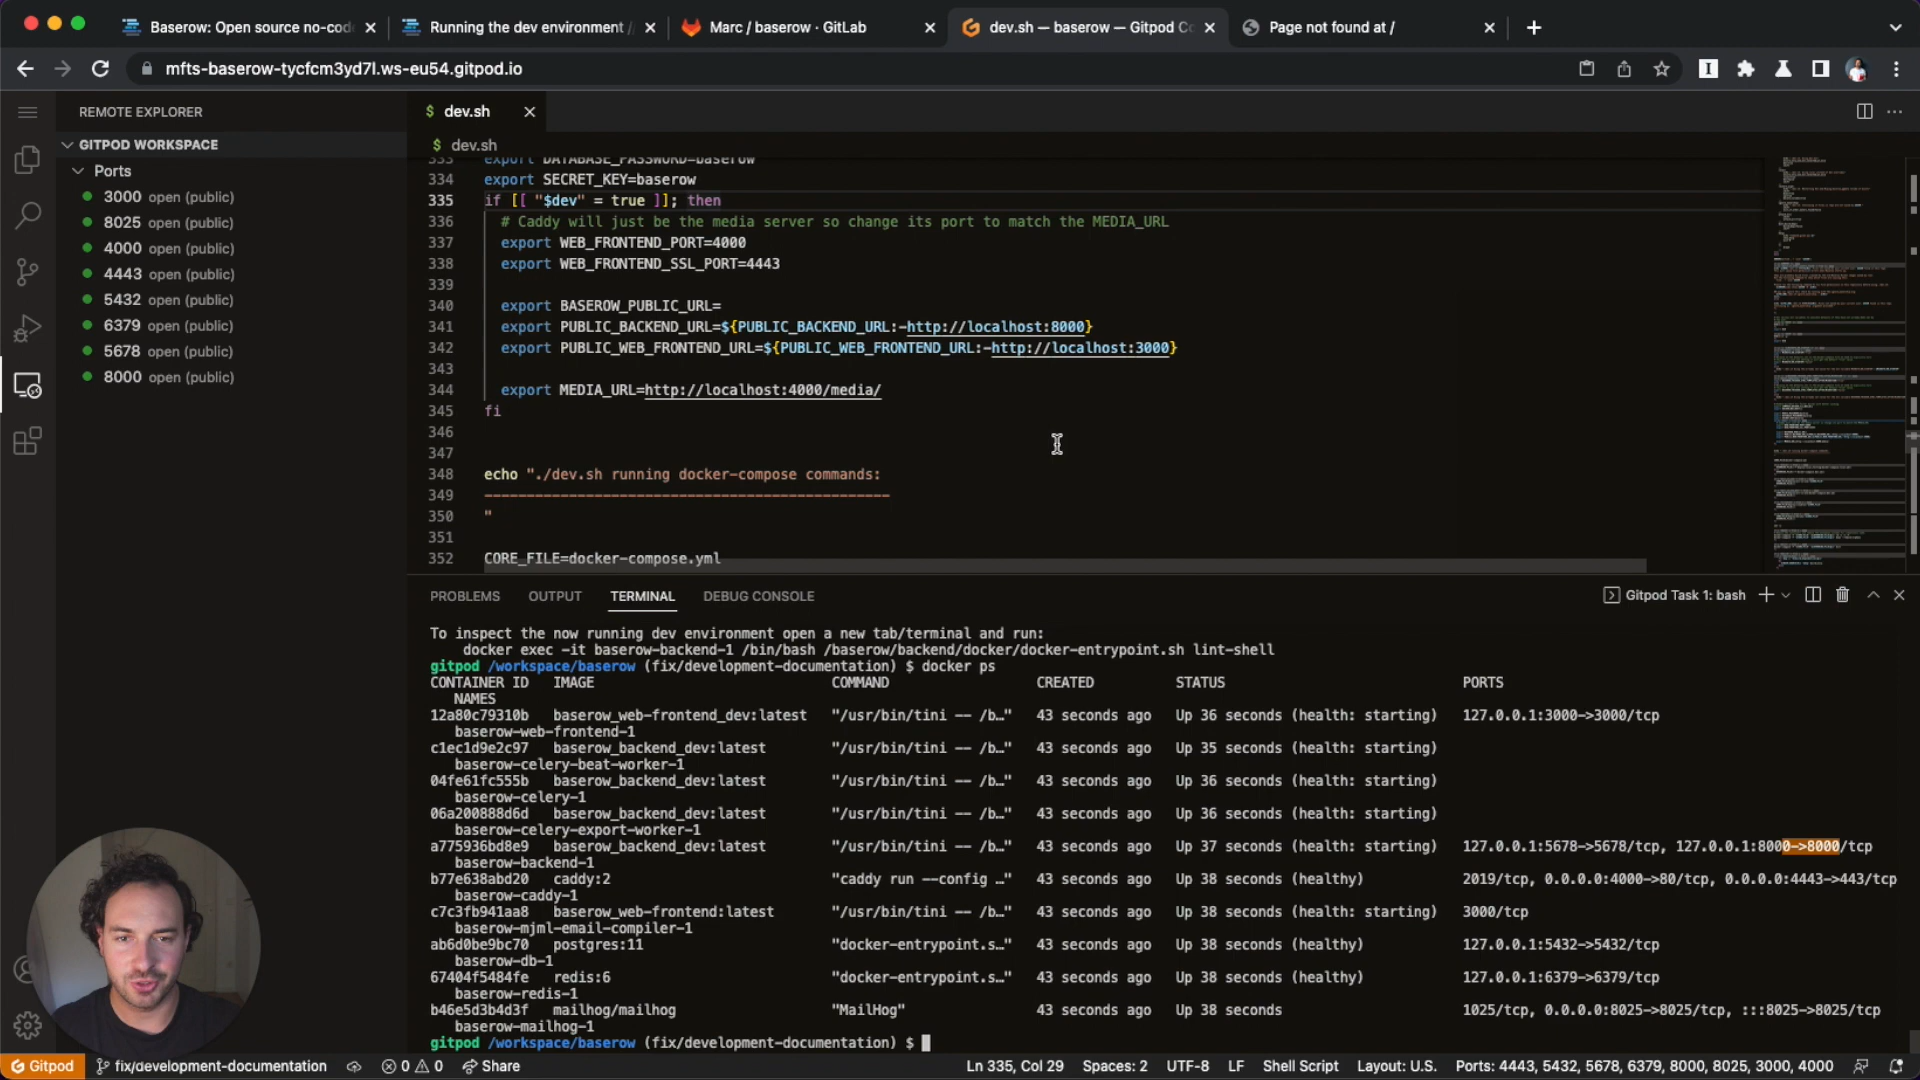 Baserow: Open source no-cod
Running the dev environment /
Marc / baserow · GitLab
dev.sh — baserow — Gitpod Co
Page not found at /
mfts-baserow-tycfcm3yd7l.ws-eu54.gitpod.io
REMOTE EXPLORER
GITPOD WORKSPACE
Ports
3000 open (public)
8025 open (public)
4000 open (public)
4443 open (public)
5432 open (public)
6379 open (public)
5678 open (public)
8000 open (public)
$ dev.sh
$ dev.sh
333 export DATABASE_PASSWORD=baserow
334 export SECRET_KEY=baserow
335 if [[ "$dev" = true ]]; then
336 # Caddy will just be the media server so change its port to match the MEDIA_URL
337 export WEB_FRONTEND_PORT=4000
338 export WEB_FRONTEND_SSL_PORT=4443
339
340 export BASEROW_PUBLIC_URL=
341 export PUBLIC_BACKEND_URL=${PUBLIC_BACKEND_URL:-http://localhost:8000}
342 export PUBLIC_WEB_FRONTEND_URL=${PUBLIC_WEB_FRONTEND_URL:-http://localhost:3000}
343
344 export MEDIA_URL=http://localhost:4000/media/
345 fi
346
347
348 echo "./dev.sh running docker-compose commands:
349 ------------------------------------------------
350 "
351
352 CORE_FILE=docker-compose.yml
PROBLEMS OUTPUT TERMINAL DEBUG CONSOLE
Gitpod Task 1: bash
To inspect the now running dev environment open a new tab/terminal and run:
docker exec -it baserow-backend-1 /bin/bash /baserow/backend/docker/docker-entrypoint.sh lint-shell
gitpod /workspace/baserow (fix/development-documentation) $ docker ps
CONTAINER ID IMAGE COMMAND CREATED STATUS PORTS
NAMES
12a80c79310b baserow_web-frontend_dev:latest "/usr/bin/tini -- /b…" 43 seconds ago Up 36 seconds (health: starting) 127.0.0.1:3000->3000/tcp
baserow-web-frontend-1
c1ec1d9e2c97 baserow_backend_dev:latest "/usr/bin/tini -- /b…" 43 seconds ago Up 35 seconds (health: starting)
baserow-celery-beat-worker-1
04fe61fc555b baserow_backend_dev:latest "/usr/bin/tini -- /b…" 43 seconds ago Up 36 seconds (health: starting)
baserow-celery-1
06a200888d6d baserow_backend_dev:latest "/usr/bin/tini -- /b…" 43 seconds ago Up 36 seconds (health: starting)
baserow-celery-export-worker-1
a775936bd8e9 baserow_backend_dev:latest "/usr/bin/tini -- /b…" 43 seconds ago Up 37 seconds (health: starting) 127.0.0.1:5678->5678/tcp, 127.0.0.1:8000->8000/tcp
baserow-backend-1
b77e638abd20 caddy:2 "caddy run --config …" 43 seconds ago Up 38 seconds (healthy) 2019/tcp, 0.0.0.0:4000->80/tcp, 0.0.0.0:4443->443/tcp
baserow-caddy-1
c7c3fb941aa8 baserow_web-frontend:latest "/usr/bin/tini -- /b…" 43 seconds ago Up 38 seconds (health: starting) 3000/tcp
baserow-mjml-email-compiler-1
ab6d0be9bc70 postgres:11 "docker-entrypoint.s…" 43 seconds ago Up 38 seconds (healthy) 127.0.0.1:5432->5432/tcp
baserow-db-1
67404f5484fe redis:6 "docker-entrypoint.s…" 43 seconds ago Up 38 seconds (healthy) 127.0.0.1:6379->6379/tcp
baserow-redis-1
b46e5d3b4d3f mailhog/mailhog "MailHog" 43 seconds ago Up 38 seconds 1025/tcp, 0.0.0.0:8025->8025/tcp, :::8025->8025/tcp
baserow-mailhog-1
gitpod /workspace/baserow (fix/development-documentation) $
Gitpod fix/development-documentation 0 0 Share Ln 335, Col 29 Spaces: 2 UTF-8 LF Shell Script Layout: U.S. Ports: 4443, 5432, 5678, 6379, 8000, 8025, 3000, 4000